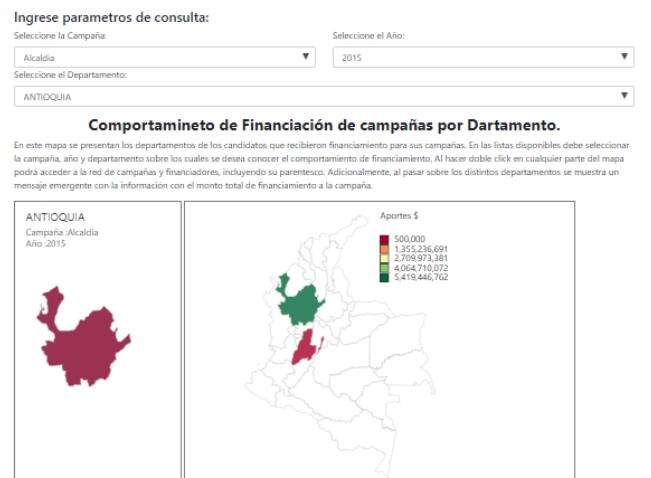 Ingrese parametros de consulta:
Seleccione la Campaña:
Seleccione el Año:
Alcaldia
2015
Seleccione el Departamento:
ANTIOQUIA
Comportamineto de Financiación de campañas por Dartamento.
En este mapa se presentan los departamentos de los candidatos que recibieron financiamiento para sus campañas. En las listas disponibles debe seleccionar
la campaña, año y departamento sobre los cuales se desea conocer el comportamiento de financiamiento. Al hacer doble click en cualquier parte del mapa
podrá acceder a la red de campañas y financiadores, incluyendo su parentesco. Adicionalmente, al pasar sobre los distintos departamentos se muestra un
mensaje emergente con la información con el monto total de financiamiento a la campaña.
ANTIOQUIA
Campaña :Alcaldia
Año :2015
Aportes $
500,000
1,355,236,691
2,709,973,381
4,064,710,072
5,419,446,762